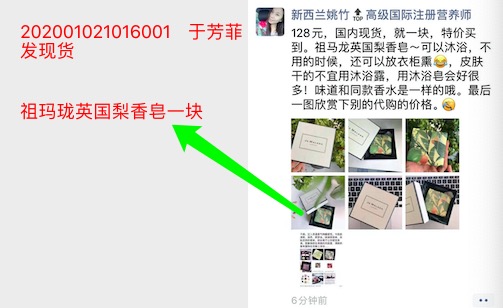 202001021016001 于芳菲
发现货
祖玛珑英国梨香皂一块
新西兰姚竹🔝高级国际注册营养师
128元，国内现货，就一块，特价买
到。祖马龙英国梨香皂～可以沐浴，不
用的时候，还可以放衣柜熏😂，皮肤
干的不宜用沐浴露，用沐浴皂会好很
多！味道和同款香水是一样的哦。最后
一图欣赏下别的代购的价格。😏
6分钟前